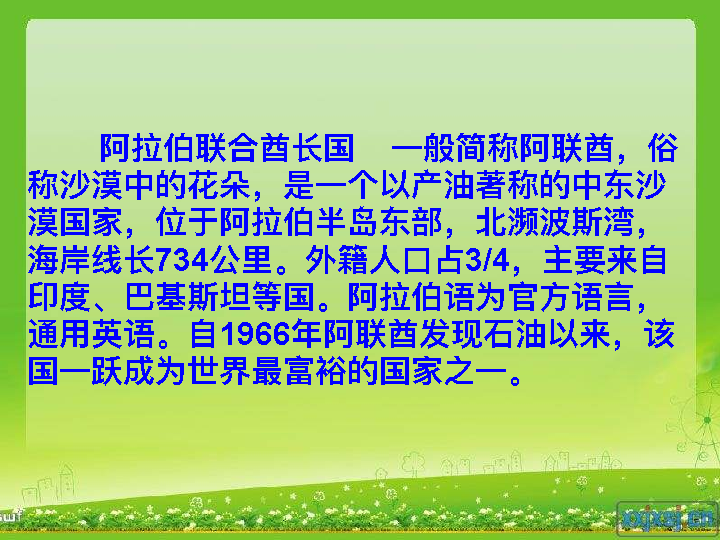 阿拉伯联合酋长国 一般简称阿联酋，俗
称沙漠中的花朵，是一个以产油著称的中东沙
漠国家，位于阿拉伯半岛东部，北濒波斯湾，
海岸线长734公里。外籍人口占3/4，主要来自
印度、巴基斯坦等国。阿拉伯语为官方语言，
通用英语。自1966年阿联酋发现石油以来，该
国一跃成为世界最富裕的国家之一。